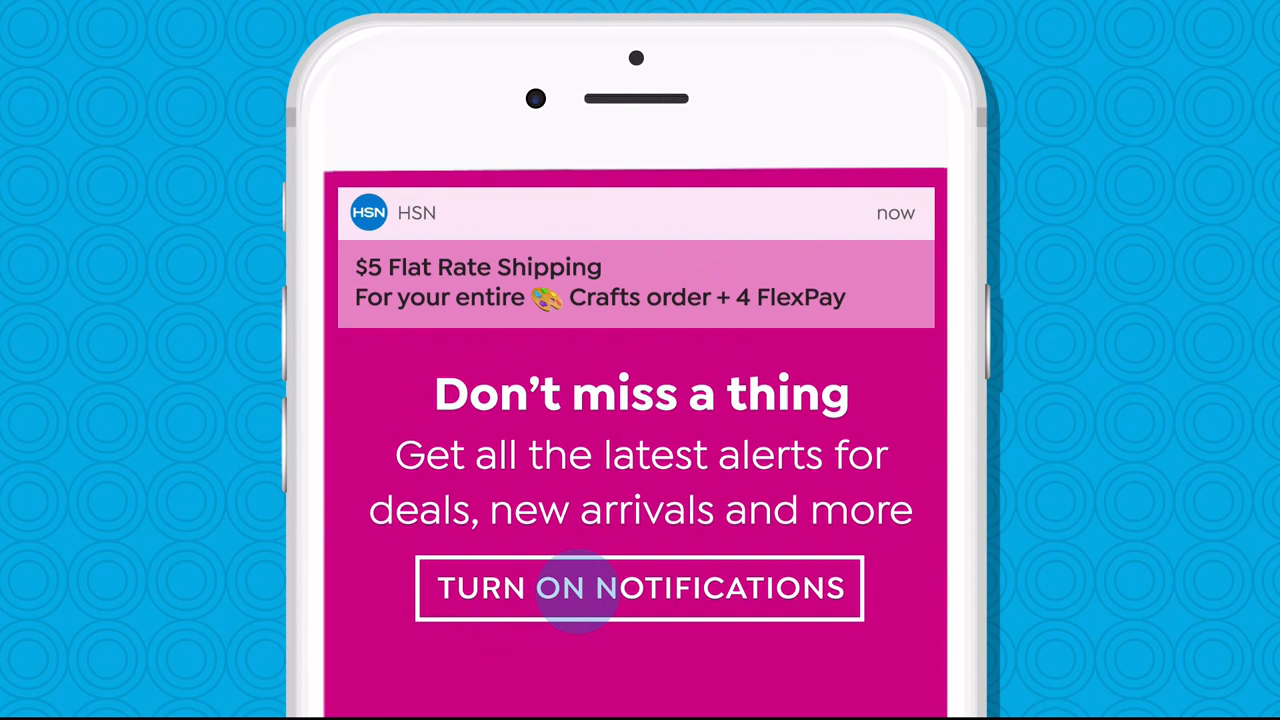 HSN HSN now
$5 Flat Rate Shipping
For your entire 🎨 Crafts order + 4 FlexPay
Don't miss a thing
Get all the latest alerts for
deals, new arrivals and more
TURN ON NOTIFICATIONS